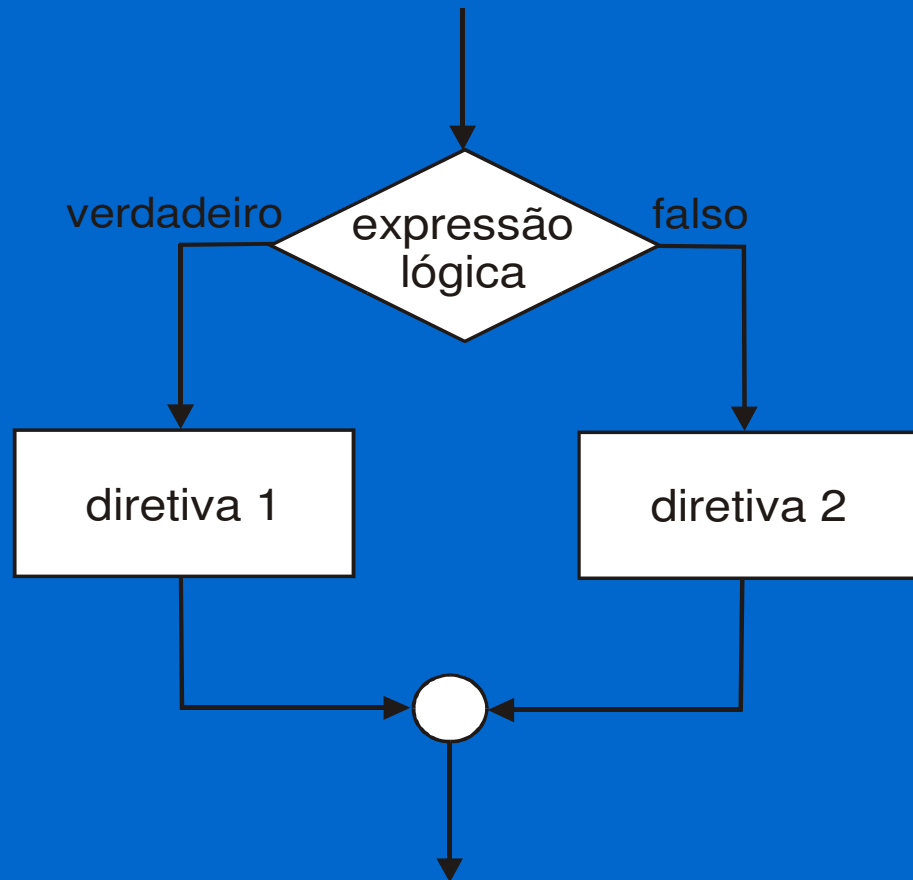 verdadeiro
expressão
lógica
falso
diretiva 1
diretiva 2